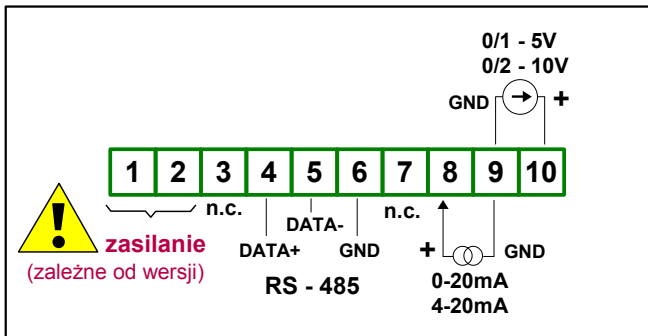 0/1 - 5V
0/2 - 10V
GND +
1 2 3 4 5 6 7 8 9 10
n.c. n.c.
DATA-
zasilanie DATA+ GND + GND
(zależne od wersji)
RS - 485
0-20mA
4-20mA